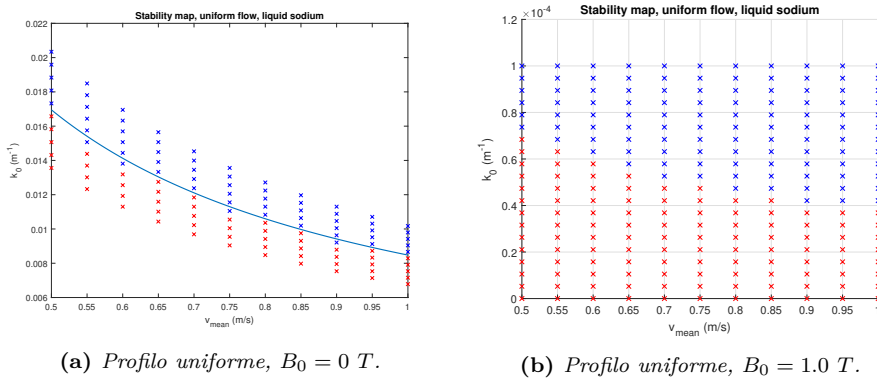 Stability map, uniform flow, liquid sodium
0.022
0.02
0.018
0.016
0.014
0.012
0.01
0.008
0.006
k₀ (m⁻¹)
0.5 0.55 0.6 0.65 0.7 0.75 0.8 0.85 0.9 0.95 1
v_mean (m/s)
(a) Profilo uniforme, B₀ = 0 T.
Stability map, uniform flow, liquid sodium
×10⁻⁴
1.2
1
0.8
0.6
0.4
0.2
0
k₀ (m⁻¹)
0.5 0.55 0.6 0.65 0.7 0.75 0.8 0.85 0.9 0.95 1
v_mean (m/s)
(b) Profilo uniforme, B₀ = 1.0 T.